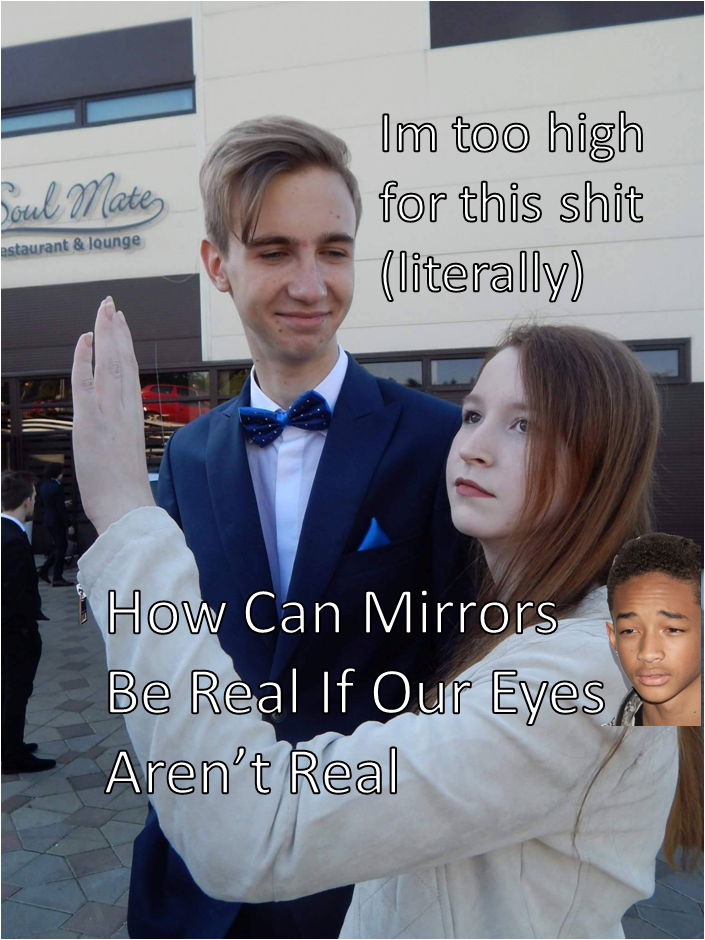 Im too high
for this shit
(literally)
Soul Mate
estaurant & lounge
How Can Mirrors
Be Real If Our Eyes
Aren’t Real